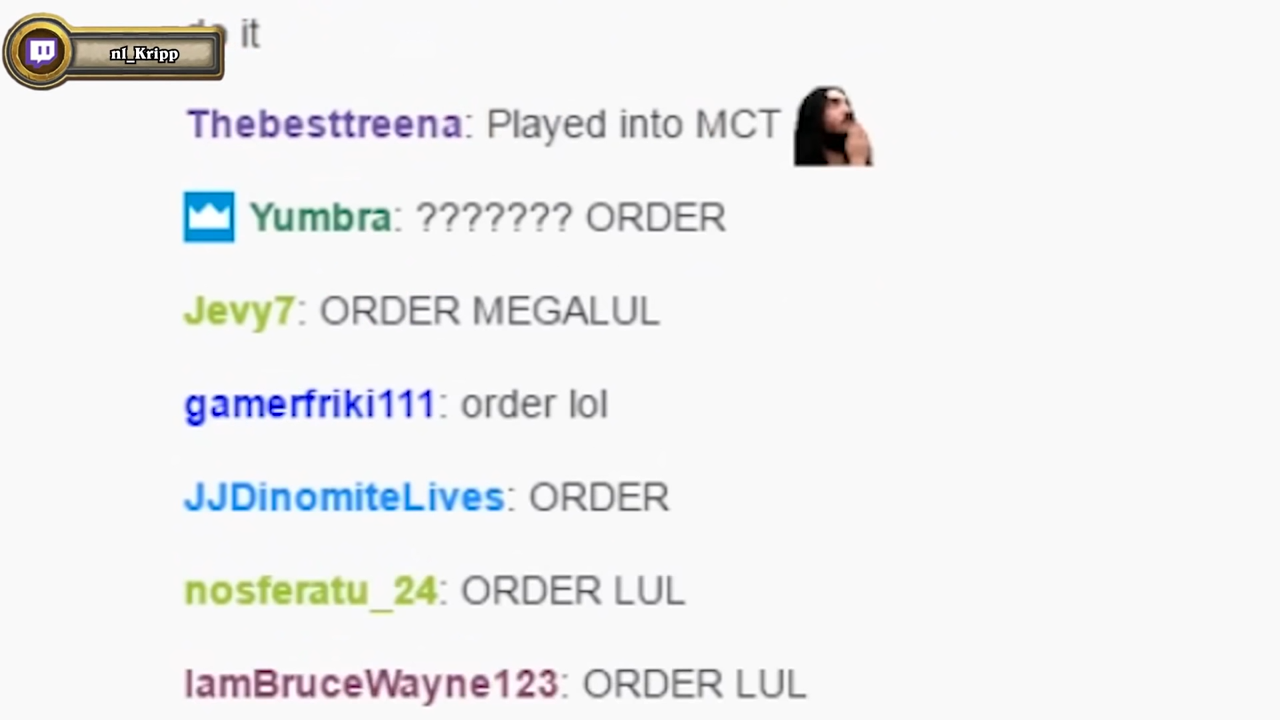 do it
nl_Kripp
Thebesttreena: Played into MCT
Yumbra: ??????? ORDER
Jevy7: ORDER MEGALUL
gamerfriki111: order lol
JJDinomiteLives: ORDER
nosferatu_24: ORDER LUL
IamBruceWayne123: ORDER LUL